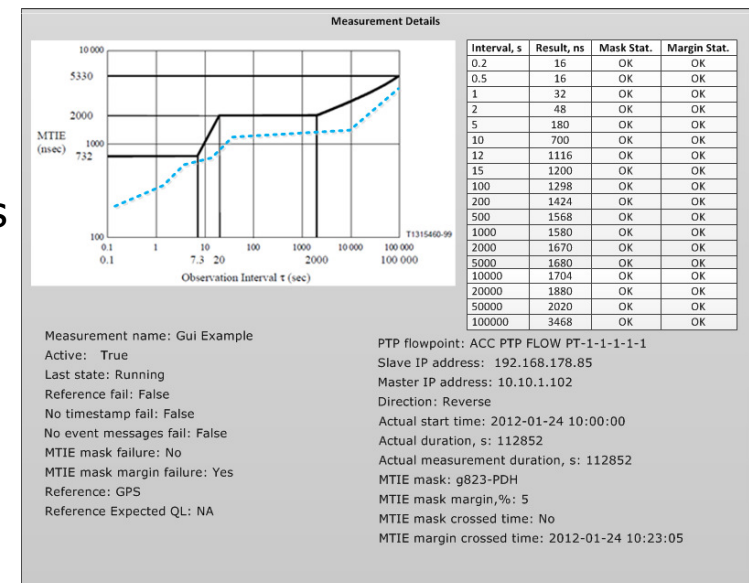 Measurement Details
s
10 000
5330
2000
MTIE
(nsec)
1000
732
100
T1315460-99
0.1 1 10 100 1000 10 000 100 000
0.1 7.3 20 2000 100 000
Observation Interval τ (sec)
Interval, s Result, ns Mask Stat. Margin Stat.
0.2 16 OK OK
0.5 16 OK OK
1 32 OK OK
2 48 OK OK
5 180 OK OK
10 700 OK OK
12 1116 OK OK
15 1200 OK OK
100 1298 OK OK
200 1424 OK OK
500 1568 OK OK
1000 1580 OK OK
2000 1670 OK OK
5000 1680 OK OK
10000 1704 OK OK
20000 1880 OK OK
50000 2020 OK OK
100000 3468 OK OK
Measurement name: Gui Example
Active: True
Last state: Running
Reference fail: False
No timestamp fail: False
No event messages fail: False
MTIE mask failure: No
MTIE mask margin failure: Yes
Reference: GPS
Reference Expected QL: NA
PTP flowpoint: ACC PTP FLOW PT-1-1-1-1-1
Slave IP address: 192.168.178.85
Master IP address: 10.10.1.102
Direction: Reverse
Actual start time: 2012-01-24 10:00:00
Actual duration, s: 112852
Actual measurement duration, s: 112852
MTIE mask: g823-PDH
MTIE mask margin,%: 5
MTIE mask crossed time: No
MTIE margin crossed time: 2012-01-24 10:23:05